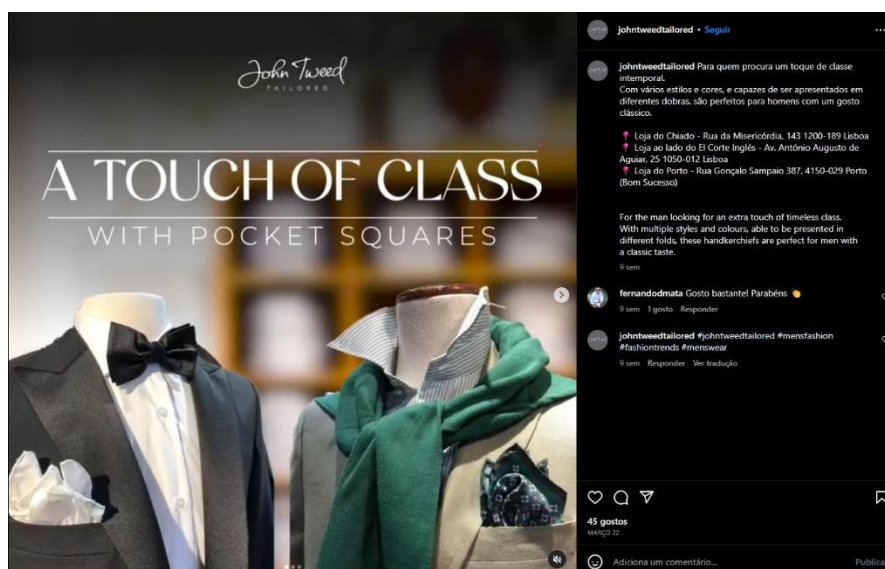 John Tweed
TAILORED
A TOUCH OF CLASS
WITH POCKET SQUARES
johntweedtailored • Seguir
johntweedtailored Para quem procura um toque de classe
intemporal.
Com vários estilos e cores, e capazes de ser apresentados em
diferentes dobras, são perfeitos para homens com um gosto
clássico.
📍 Loja do Chiado - Rua da Misericórdia, 143 1200-189 Lisboa
📍 Loja ao lado do El Corte Inglés - Av. António Augusto de
Aguiar, 25 1050-012 Lisboa
📍 Loja do Porto - Rua Gonçalo Sampaio 387, 4150-029 Porto
(Bom Sucesso)
For the man looking for an extra touch of timeless class.
With multiple styles and colours, able to be presented in
different folds, these handkerchiefs are perfect for men with
a classic taste.
9 sem
fernandodmata Gosto bastante! Parabéns 👏
9 sem 1 gosto Responder
johntweedtailored #johntweedtailored #mensfashion
#fashiontrends #menswear
9 sem Responder Ver tradução
45 gostos
MARÇO 22
Adiciona um comentário... Publica